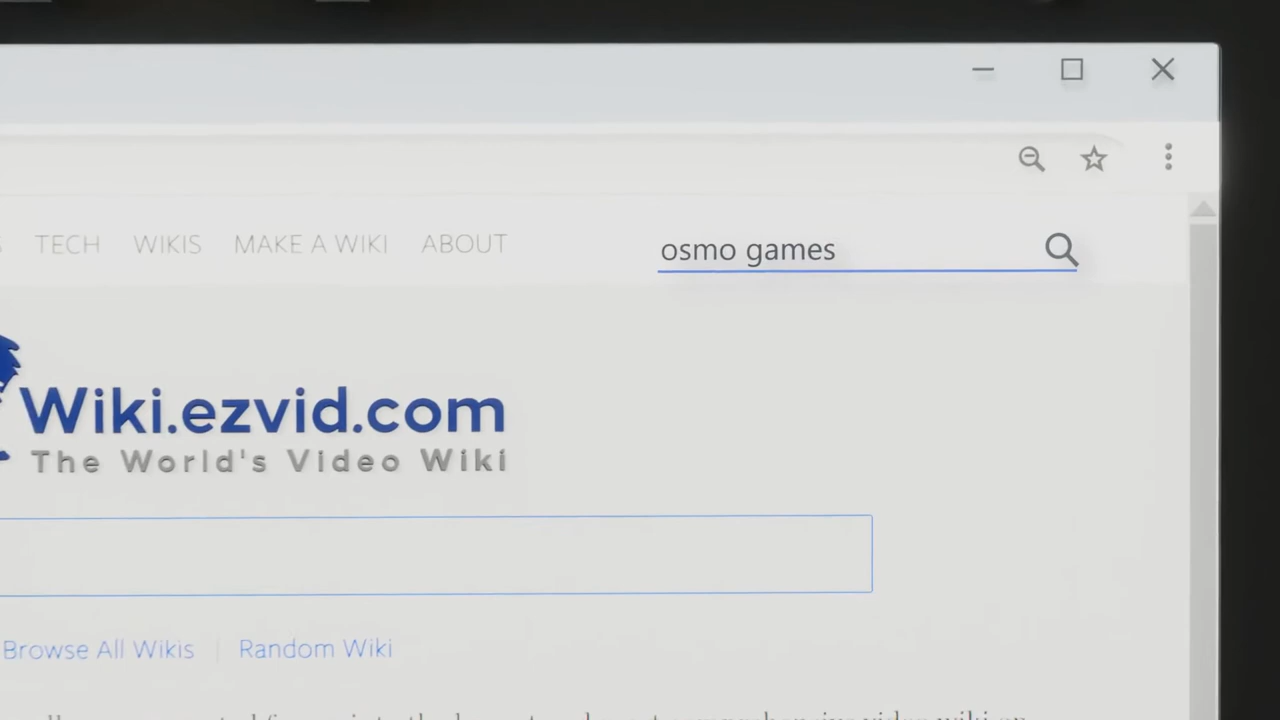 TECH WIKIS MAKE A WIKI ABOUT
osmo games
Wiki.ezvid.com
The World's Video Wiki
Browse All Wikis
Random Wiki